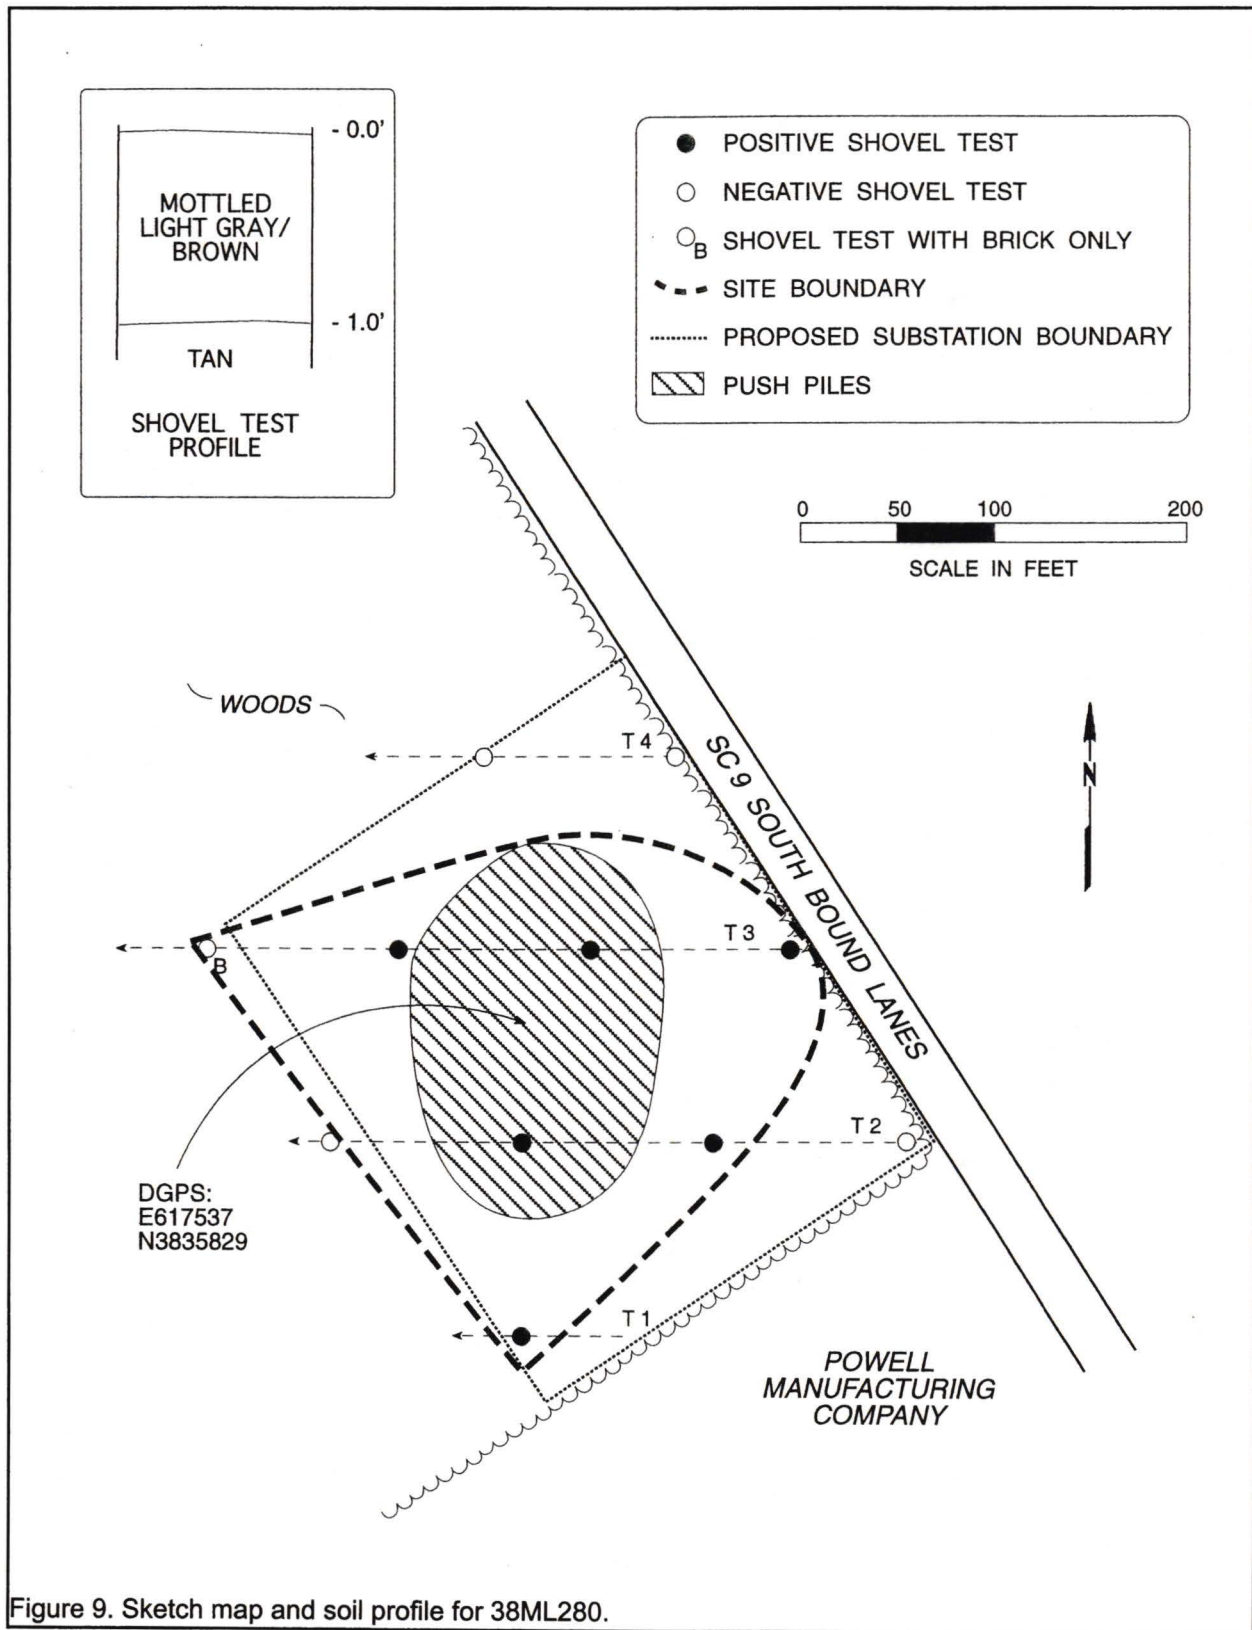 - 0.0'
MOTTLED
LIGHT GRAY/
BROWN
- 1.0'
TAN
SHOVEL TEST
PROFILE
POSITIVE SHOVEL TEST
NEGATIVE SHOVEL TEST
B SHOVEL TEST WITH BRICK ONLY
SITE BOUNDARY
PROPOSED SUBSTATION BOUNDARY
PUSH PILES
0 50 100 200
SCALE IN FEET
WOODS
T 4
SC 9 SOUTH BOUND LANES
N
T 3
B
T 2
DGPS:
E617537
N3835829
T 1
POWELL
MANUFACTURING
COMPANY
Figure 9. Sketch map and soil profile for 38ML280.